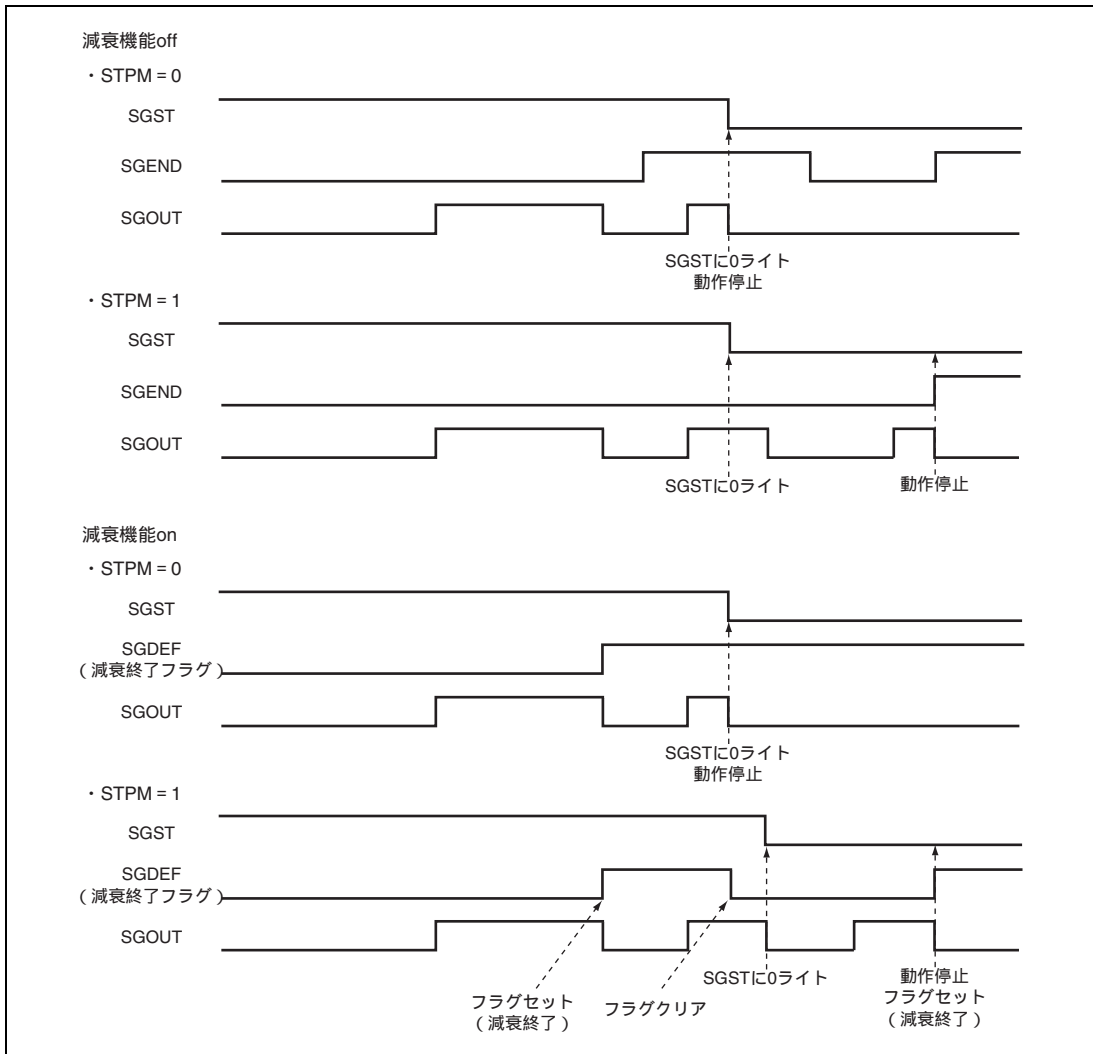 減衰機能off
・STPM = 0
SGST
SGEND
SGOUT
SGSTに0ライト
動作停止
・STPM = 1
SGST
SGEND
SGOUT
SGSTに0ライト
動作停止
減衰機能on
・STPM = 0
SGST
SGDEF
（減衰終了フラグ）
SGOUT
SGSTに0ライト
動作停止
・STPM = 1
SGST
SGDEF
（減衰終了フラグ）
SGOUT
フラグセット
（減衰終了）
フラグクリア
SGSTに0ライト
動作停止
フラグセット
（減衰終了）